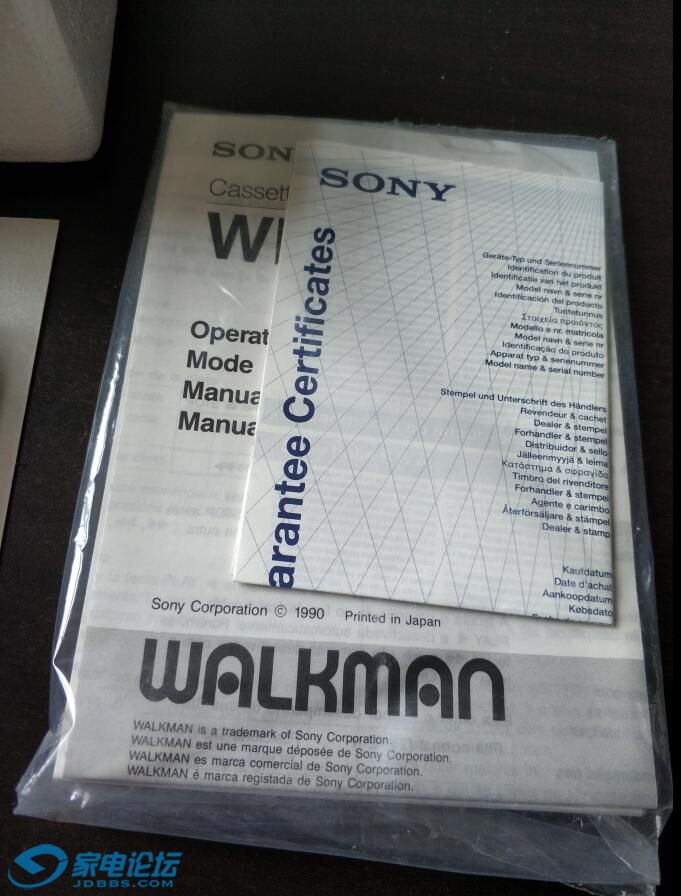 SON
Cassett
W
Operat
Mode
Manua
Manua
Sony Corporation © 1990 Printed in Japan
WALKMAN
WALKMAN is a trademark of Sony Corporation.
WALKMAN est une marque déposée de Sony Corporation.
WALKMAN es marca comercial de Sony Corporation.
WALKMAN é marca registada de Sony Corporation.
SONY
arantee Certificates
Geräte-Typ und Seriennummer
Identification du produit
Identificatie van het produkt
Model navn & serie nr
Identificación del producto
Tuotetunnus
Στοιχεία προϊόντος
Modello e nr. matricola
Model navn & serie nr
Identificação do produto
Apparat typ & serienummer
Model name & serial number
Stempel und Unterschrift des Händlers
Revendeur & cachet
Dealer & stempel
Forhandler & stempel
Distribuidor & sello
Jälleenmyyjä & leima
Κατάστημα & σφραγίδα
Timbro del rivenditore
Forhandler & stempel
Agente e carimbo
Återförsäljare & stämpel
Dealer & stamp
Kaufdatum
Date d'achat
Aankoopdatum
Købsdato
家电论坛
JDBBS.COM